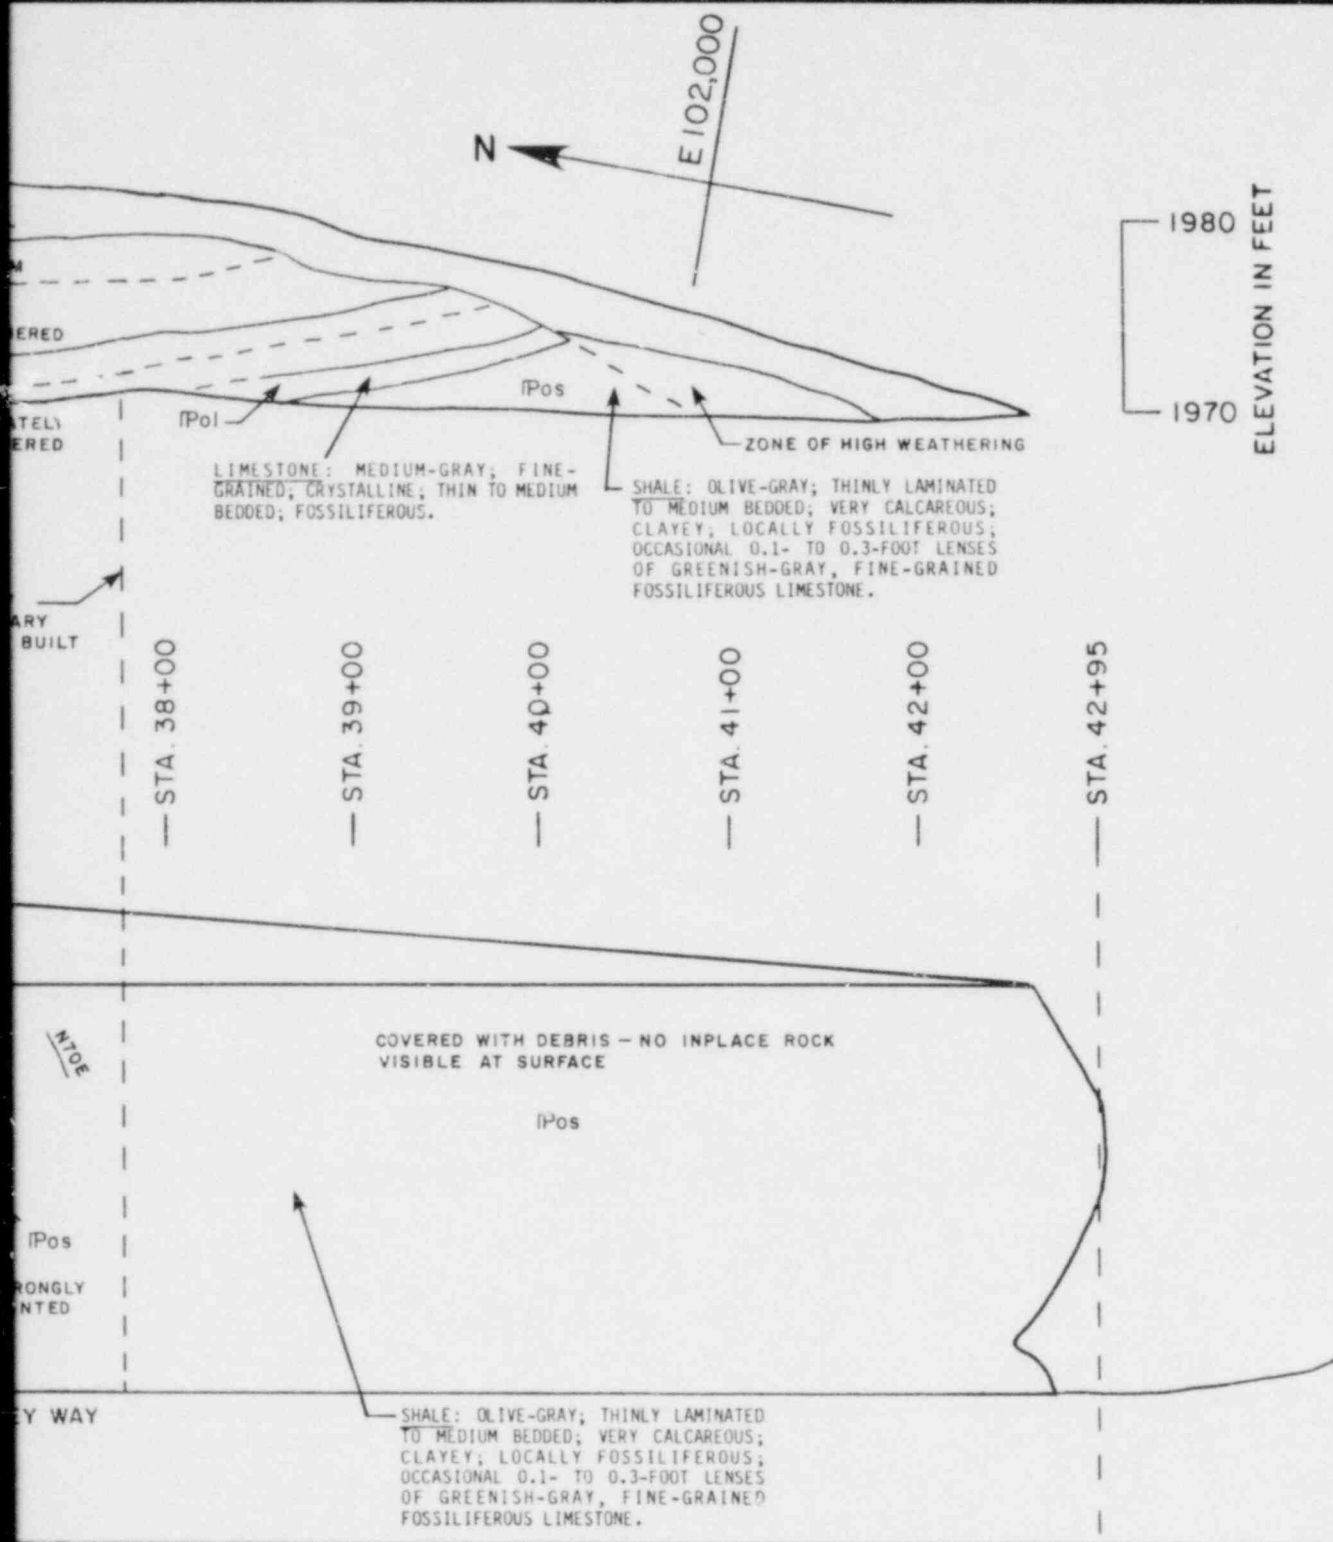 N
E 102,000
1980
1970
ELEVATION IN FEET
M
ERED
ATELY
ERED
ℙol
ℙos
ZONE OF HIGH WEATHERING
LIMESTONE: MEDIUM-GRAY; FINE-
GRAINED; CRYSTALLINE; THIN TO MEDIUM
BEDDED; FOSSILIFEROUS.
SHALE: OLIVE-GRAY; THINLY LAMINATED
TO MEDIUM BEDDED; VERY CALCAREOUS;
CLAYEY; LOCALLY FOSSILIFEROUS;
OCCASIONAL 0.1- TO 0.3-FOOT LENSES
OF GREENISH-GRAY, FINE-GRAINED
FOSSILIFEROUS LIMESTONE.
ARY
BUILT
STA. 38+00
STA. 39+00
STA. 40+00
STA. 41+00
STA. 42+00
STA. 42+95
N70E
COVERED WITH DEBRIS — NO INPLACE ROCK
VISIBLE AT SURFACE
ℙos
ℙos
RONGLY
NTED
EY WAY
SHALE: OLIVE-GRAY; THINLY LAMINATED
TO MEDIUM BEDDED; VERY CALCAREOUS;
CLAYEY; LOCALLY FOSSILIFEROUS;
OCCASIONAL 0.1- TO 0.3-FOOT LENSES
OF GREENISH-GRAY, FINE-GRAINED
FOSSILIFEROUS LIMESTONE.